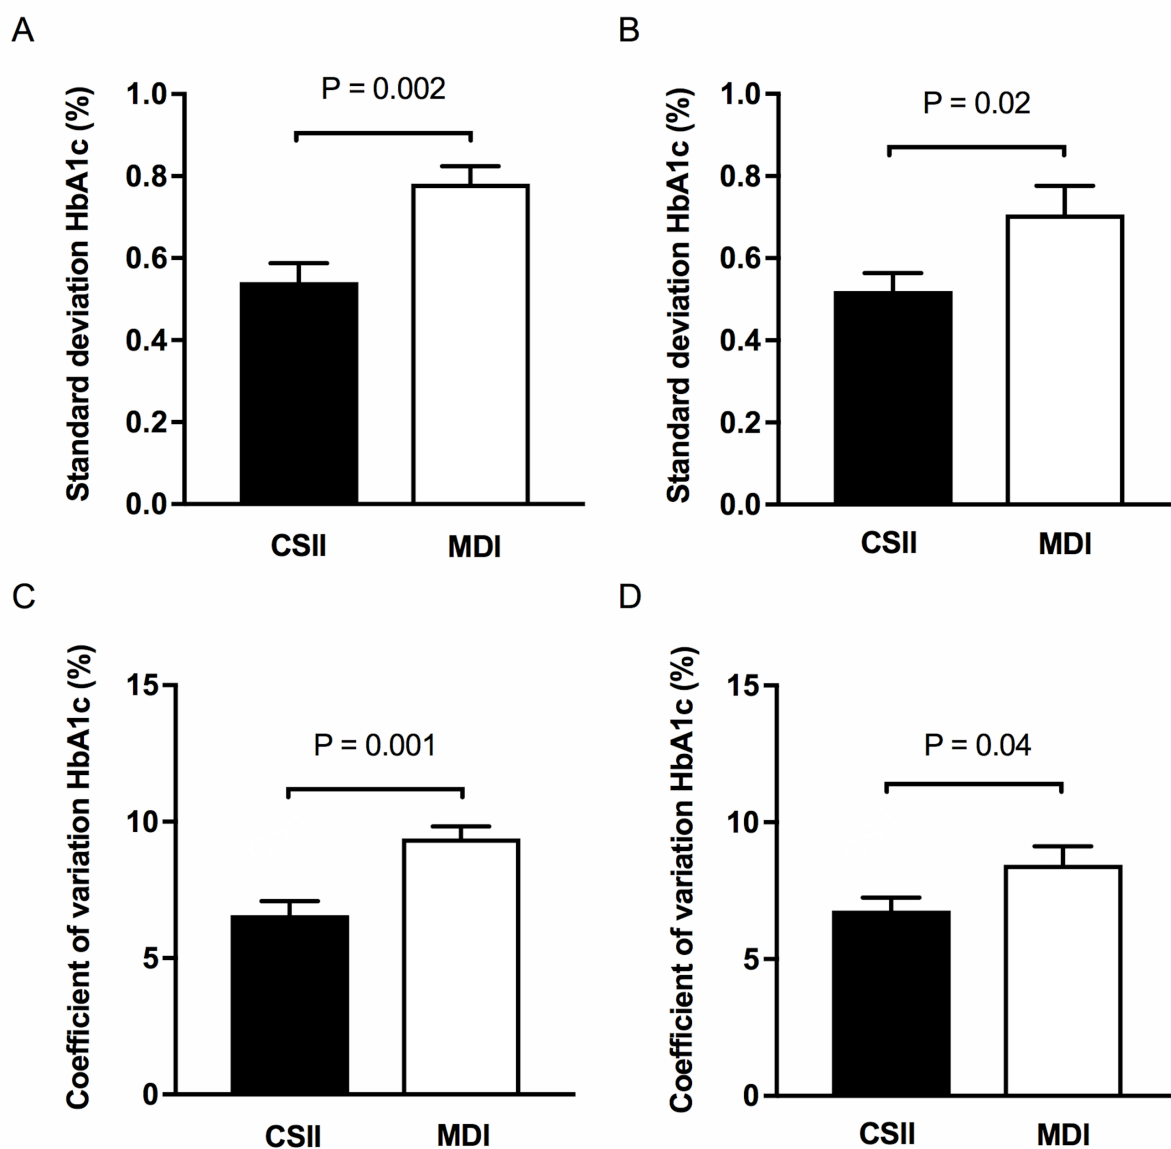 A
Standard deviation HbA1c (%)
1.0
0.8
0.6
0.4
0.2
0.0
P = 0.002
CSII
MDI
B
Standard deviation HbA1c (%)
1.0
0.8
0.6
0.4
0.2
0.0
P = 0.02
CSII
MDI
C
Coefficient of variation HbA1c (%)
15
10
5
0
P = 0.001
CSII
MDI
D
Coefficient of variation HbA1c (%)
15
10
5
0
P = 0.04
CSII
MDI